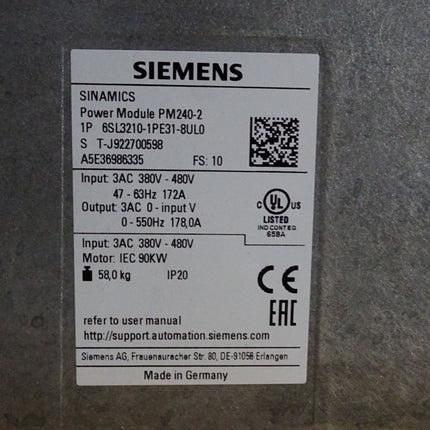 SIEMENS
SINAMICS
Power Module PM240-2
1P 6SL3210-1PE31-8UL0
S T-J922700598
A5E36986335 FS: 10
Input: 3AC 380V - 480V
47 - 63Hz 172A
Output: 3AC 0 - input V
0 - 550Hz 178,0A
c UL US
LISTED
IND CONT EQ
65BA
Input: 3AC 380V - 480V
Motor: IEC 90KW
58,0 kg IP20
CE
EAC
refer to user manual
http://support.automation.siemens.com
Siemens AG, Frauenauracher Str. 80, DE-91056 Erlangen
Made in Germany